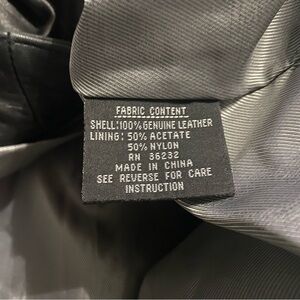 FABRIC CONTENT
SHELL:100% GENUINE LEATHER
LINING: 50% ACETATE
50% NYLON
RN 36232
MADE IN CHINA
SEE REVERSE FOR CARE
INSTRUCTION